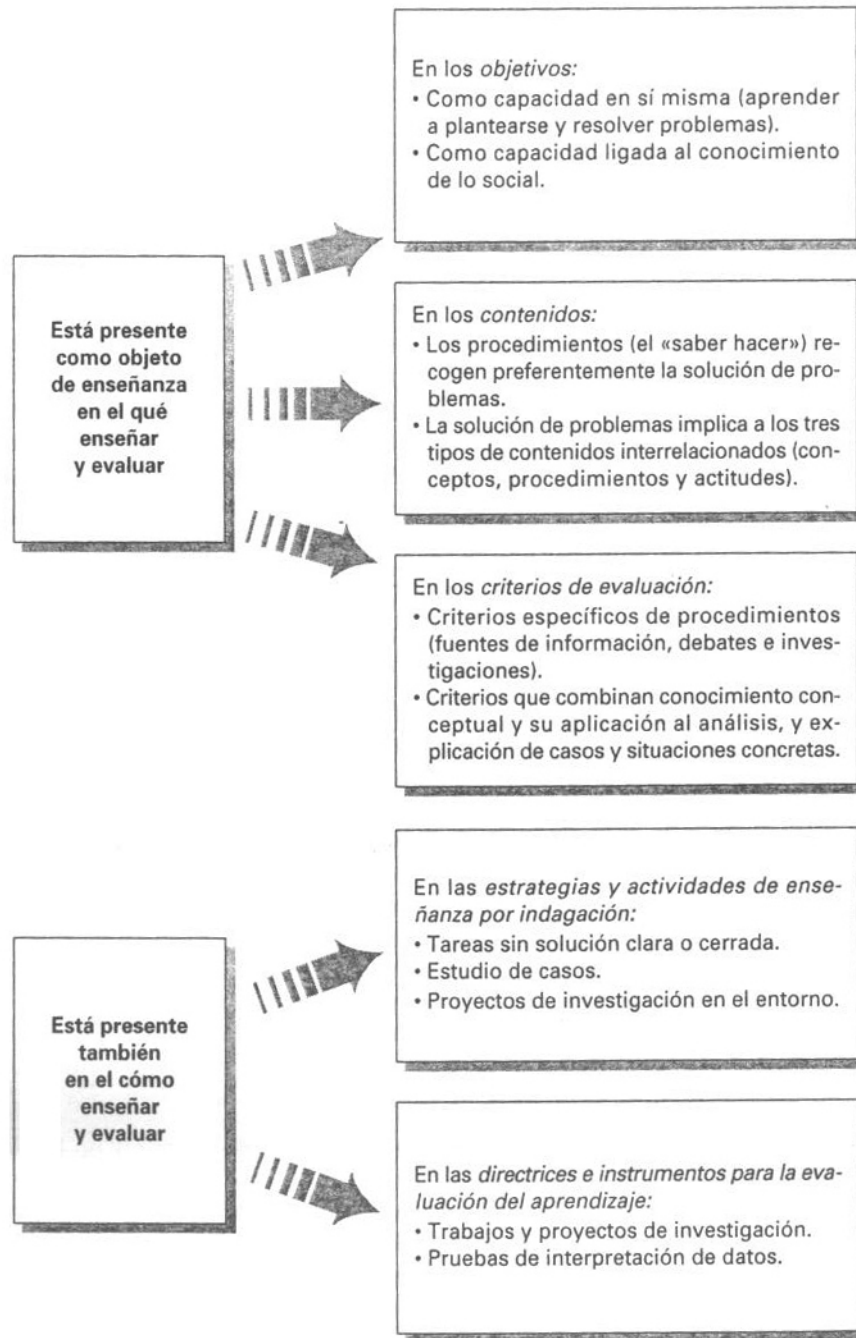 En los objetivos:
• Como capacidad en sí misma (aprender
a plantearse y resolver problemas).
• Como capacidad ligada al conocimiento
de lo social.
Está presente
como objeto
de enseñanza
en el qué
enseñar
y evaluar
En los contenidos:
• Los procedimientos (el «saber hacer») re-
cogen preferentemente la solución de pro-
blemas.
• La solución de problemas implica a los tres
tipos de contenidos interrelacionados (con-
ceptos, procedimientos y actitudes).
En los criterios de evaluación:
• Criterios específicos de procedimientos
(fuentes de información, debates e inves-
tigaciones).
• Criterios que combinan conocimiento con-
ceptual y su aplicación al análisis, y ex-
plicación de casos y situaciones concretas.
Está presente
también
en el cómo
enseñar
y evaluar
En las estrategias y actividades de ense-
ñanza por indagación:
• Tareas sin solución clara o cerrada.
• Estudio de casos.
• Proyectos de investigación en el entorno.
En las directrices e instrumentos para la eva-
luación del aprendizaje:
• Trabajos y proyectos de investigación.
• Pruebas de interpretación de datos.